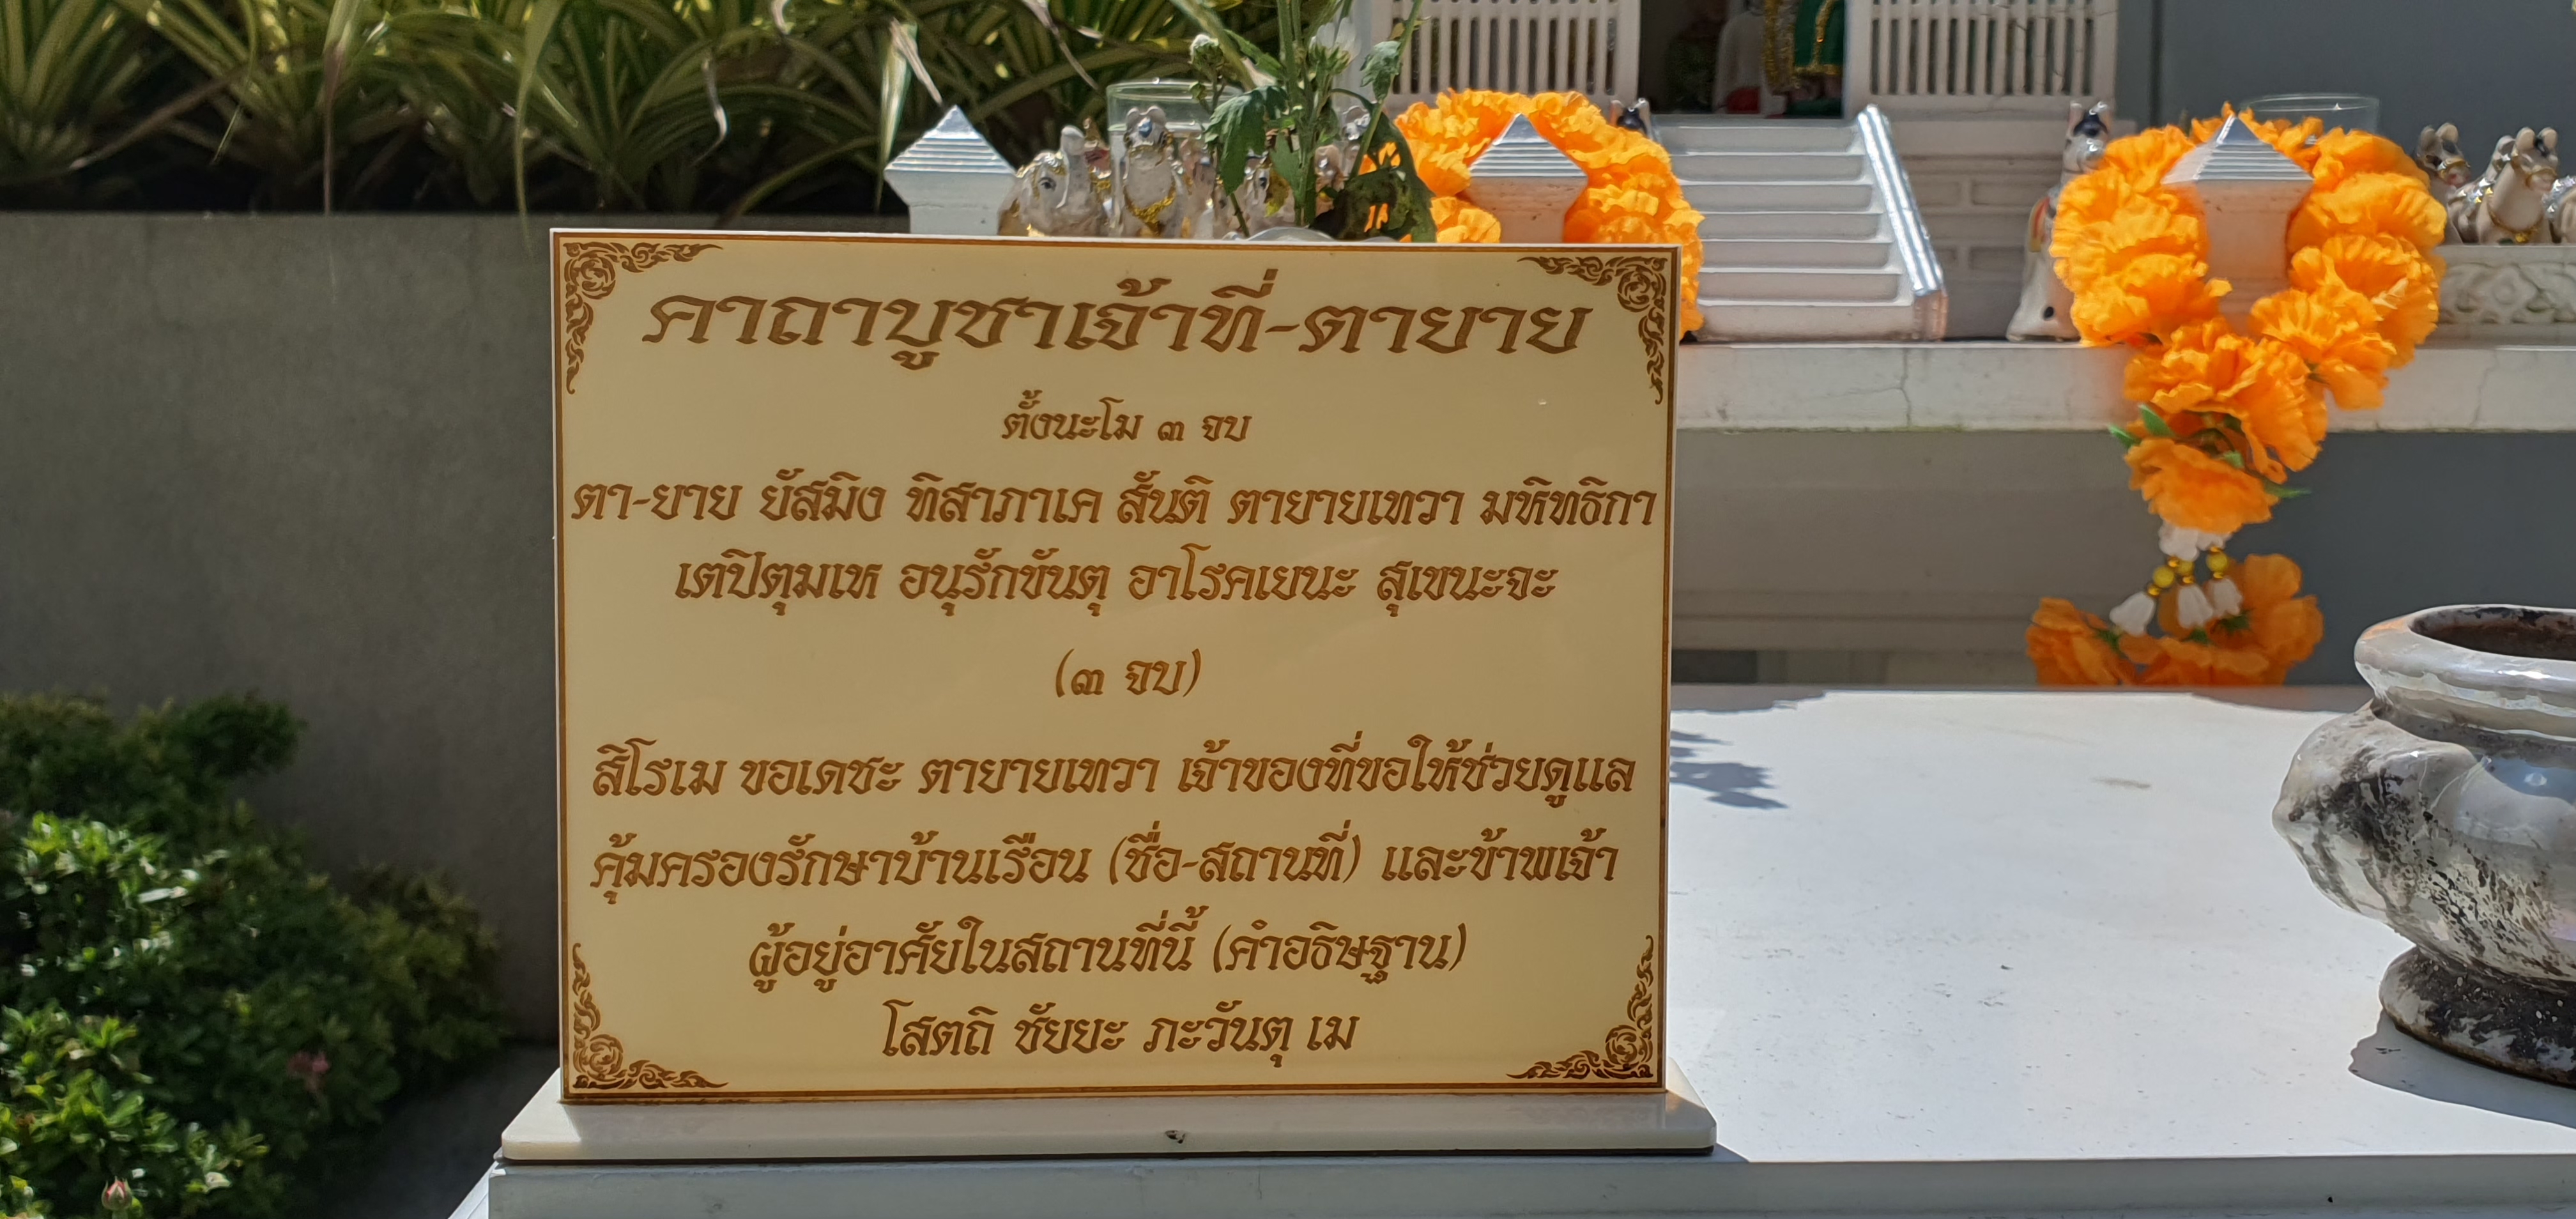 คาถาบูชาเจ้าที่-ตายาย
ตั้งนะโม ๓ จบ
ตา-ยาย ยัสมิง ทิสาภาเค สันติ ตายายเทวา มหิทธิกา
เตปิตุมเห อนุรักขันตุ อาโรคเยนะ สุเขนะจะ
(๓ จบ)
สิโรเม ขอเดชะ ตายายเทวา เจ้าของที่ขอให้ช่วยดูแล
คุ้มครองรักษาบ้านเรือน (ชื่อ-สถานที่) และข้าพเจ้า
ผู้อยู่อาศัยในสถานที่นี้ (คำอธิษฐาน)
โสตถิ ชัยยะ ภะวันตุ เม